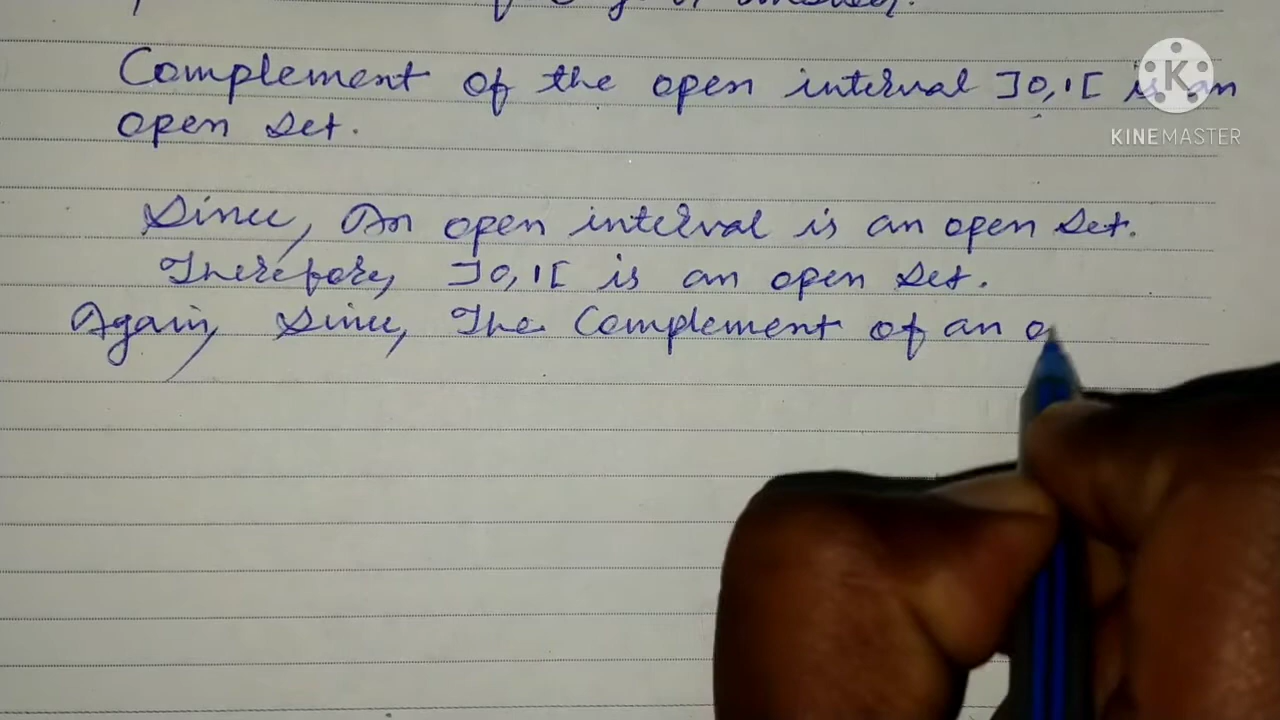 answer.
Complement of the open interval ]0,1[ is an
open set.
Since, An open interval is an open set.
Therefore, ]0,1[ is an open set.
Again, Since, The Complement of an o
K
KINEMASTER